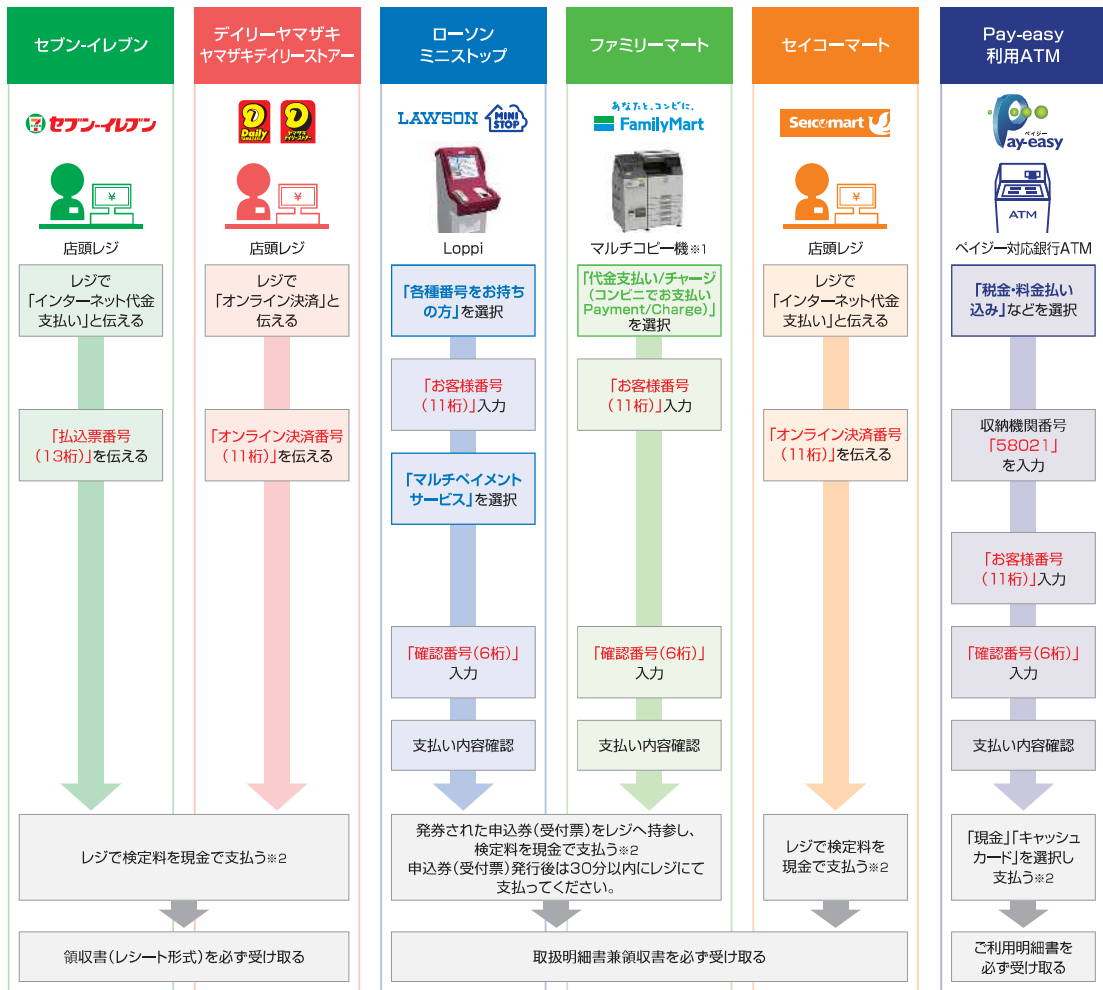 セブン-イレブン
デイリーヤマザキ
ヤマザキデイリーストアー
ローソン
ミニストップ
ファミリーマート
セイコーマート
Pay-easy
利用ATM
セブン-イレブン
Daily
YAMAZAKI
ヤマザキ
デイリーストアー
LAWSON
MINI
STOP
あなたと、コンビに、
FamilyMart
Seicomart
ペイジー
Pay-easy
¥
¥
¥
ATM
店頭レジ
店頭レジ
Loppi
マルチコピー機※1
店頭レジ
ペイジー対応銀行ATM
レジで
「インターネット代金
支払い」と伝える
レジで
「オンライン決済」と
伝える
「各種番号をお持ち
の方」を選択
「代金支払い/チャージ
(コンビニでお支払い
Payment/Charge)」
を選択
レジで
「インターネット代金
支払い」と伝える
「税金・料金払い
込み」などを選択
「お客様番号
(11桁)」入力
「お客様番号
(11桁)」入力
「払込票番号
(13桁)」を伝える
「オンライン決済番号
(11桁)」を伝える
「マルチペイメント
サービス」を選択
「オンライン決済番号
(11桁)」を伝える
収納機関番号
「58021」
を入力
「お客様番号
(11桁)」入力
「確認番号(6桁)」
入力
「確認番号(6桁)」
入力
「確認番号(6桁)」
入力
支払い内容確認
支払い内容確認
支払い内容確認
レジで検定料を現金で支払う※2
発券された申込券(受付票)をレジへ持参し、
検定料を現金で支払う※2
申込券(受付票)発行後は30分以内にレジにて
支払ってください。
レジで検定料を
現金で支払う※2
「現金」「キャッシュ
カード」を選択し
支払う※2
領収書(レシート形式)を必ず受け取る
取扱明細書兼領収書を必ず受け取る
ご利用明細書を
必ず受け取る